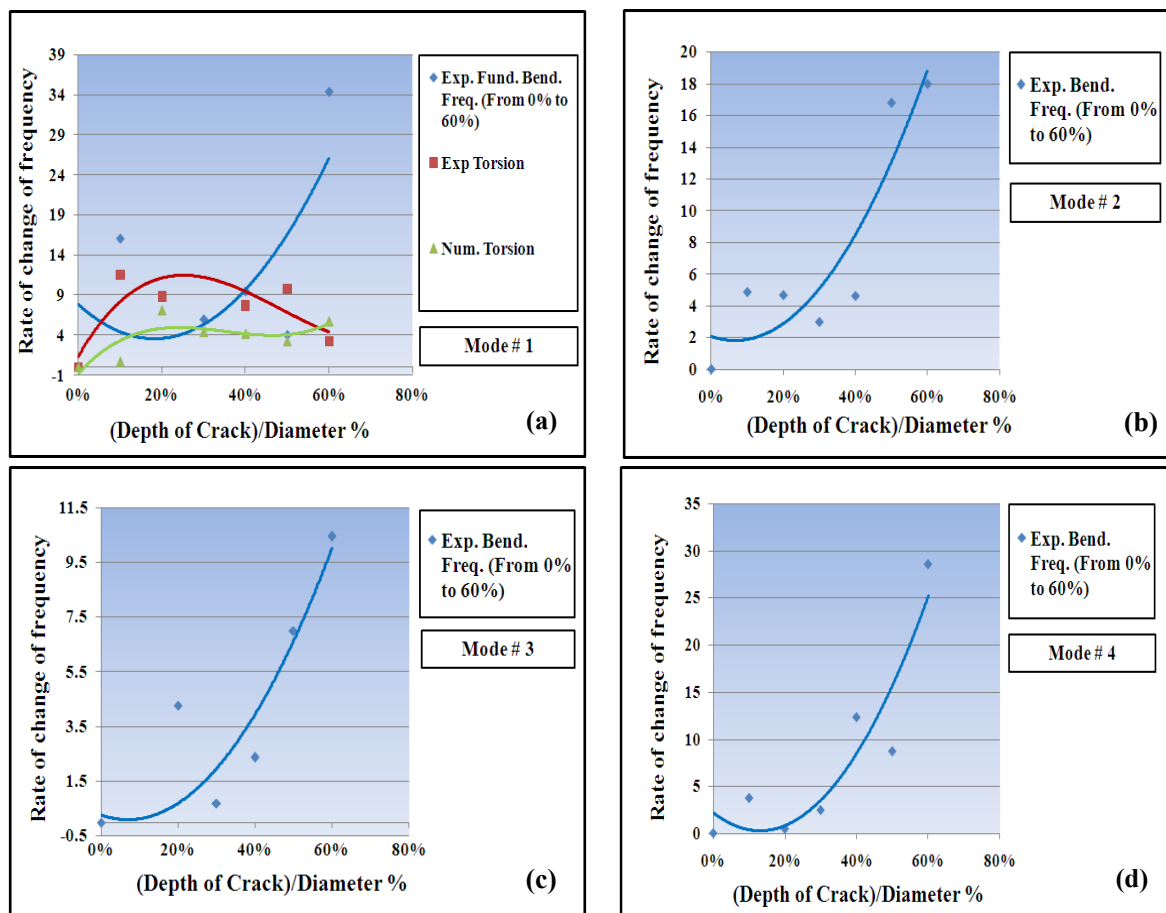 39
34
29
24
19
14
9
4
-1
Rate of change of frequency
0% 20% 40% 60% 80%
(Depth of Crack)/Diameter %
Exp. Fund. Bend.
Freq. (From 0% to
60%)
Exp Torsion
Num. Torsion
Mode # 1
(a)
20
18
16
14
12
10
8
6
4
2
0
Rate of change of frequency
0% 20% 40% 60% 80%
(Depth of Crack)/Diameter %
Exp. Bend.
Freq. (From 0%
to 60%)
Mode # 2
(b)
11.5
9.5
7.5
5.5
3.5
1.5
-0.5
Rate of change of frequency
0% 20% 40% 60% 80%
(Depth of Crack)/Diameter %
Exp. Bend.
Freq. (From 0%
to 60%)
Mode # 3
(c)
35
30
25
20
15
10
5
0
Rate of change of frequency
0% 20% 40% 60% 80%
(Depth of Crack)/Diameter %
Exp. Bend.
Freq. (From 0%
to 60%)
Mode # 4
(d)